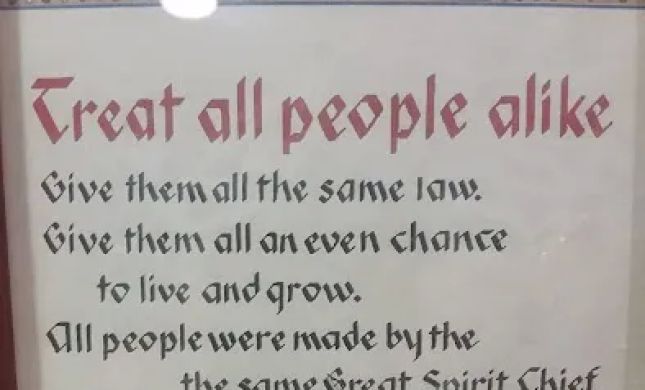 Treat all people alike
Give them all the same law.
Give them all an even chance
to live and grow.
All people were made by the
the same Great Spirit Chief